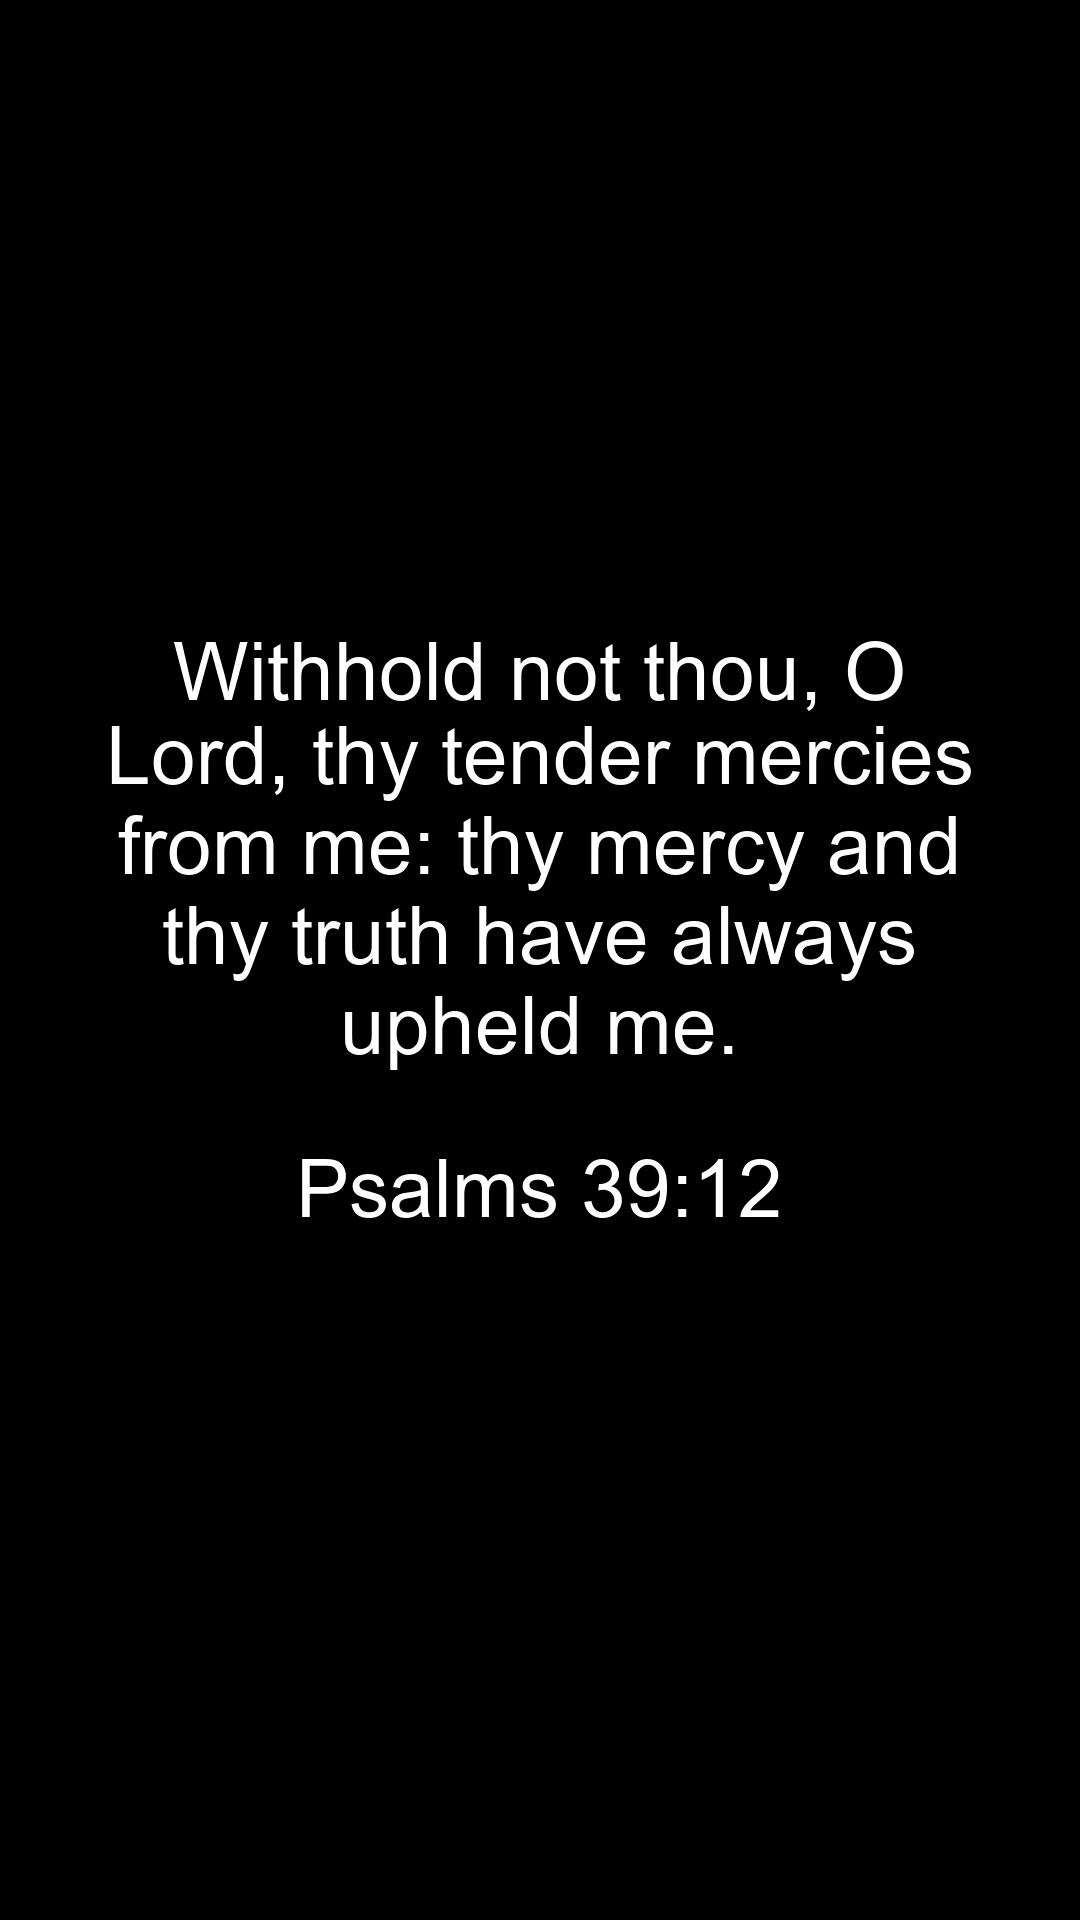 Withhold not thou, O
Lord, thy tender mercies
from me: thy mercy and
thy truth have always
upheld me.
Psalms 39:12